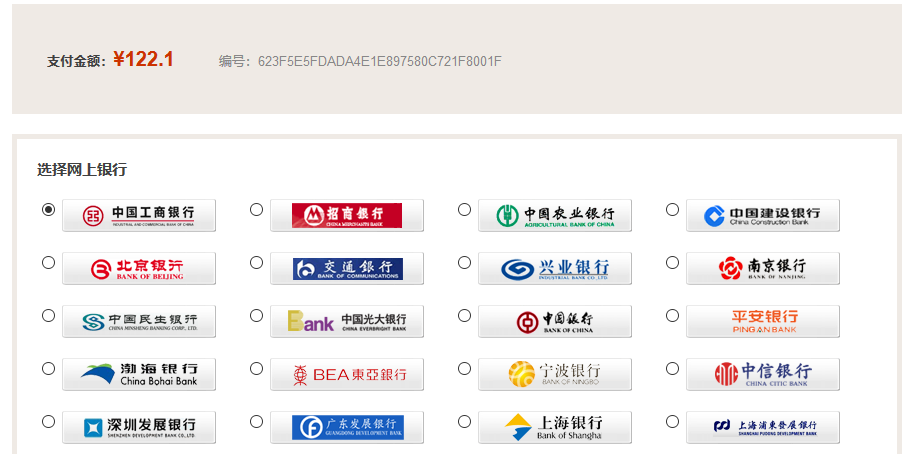 支付金额：¥122.1 编号：623F5E5FDADA4E1E897580C721F8001F
选择网上银行
中国工商银行
INDUSTRIAL AND COMMERCIAL BANK OF CHINA
招商银行
CHINA MERCHANTS BANK
中国农业银行
AGRICULTURAL BANK OF CHINA
中国建设银行
China Construction Bank
北京银行
BANK OF BEIJING
交通银行
BANK OF COMMUNICATIONS
兴业银行
INDUSTRIAL BANK CO.,LTD.
南京银行
BANK OF NANJING
中国民生银行
CHINA MINSHENG BANKING CORP., LTD.
Bank 中国光大银行
CHINA EVERBRIGHT BANK
中国银行
BANK OF CHINA
平安银行
PING AN BANK
渤海银行
China Bohai Bank
BEA東亞銀行
宁波银行
BANK OF NINGBO
中信银行
CHINA CITIC BANK
深圳发展银行
SHENZHEN DEVELOPMENT BANK CO.,LTD
广东发展银行
GUANGDONG DEVELOPMENT BANK
上海银行
Bank of Shangha
上海浦東發展銀行
SHANGHAI PUDONG DEVELOPMENT BANK